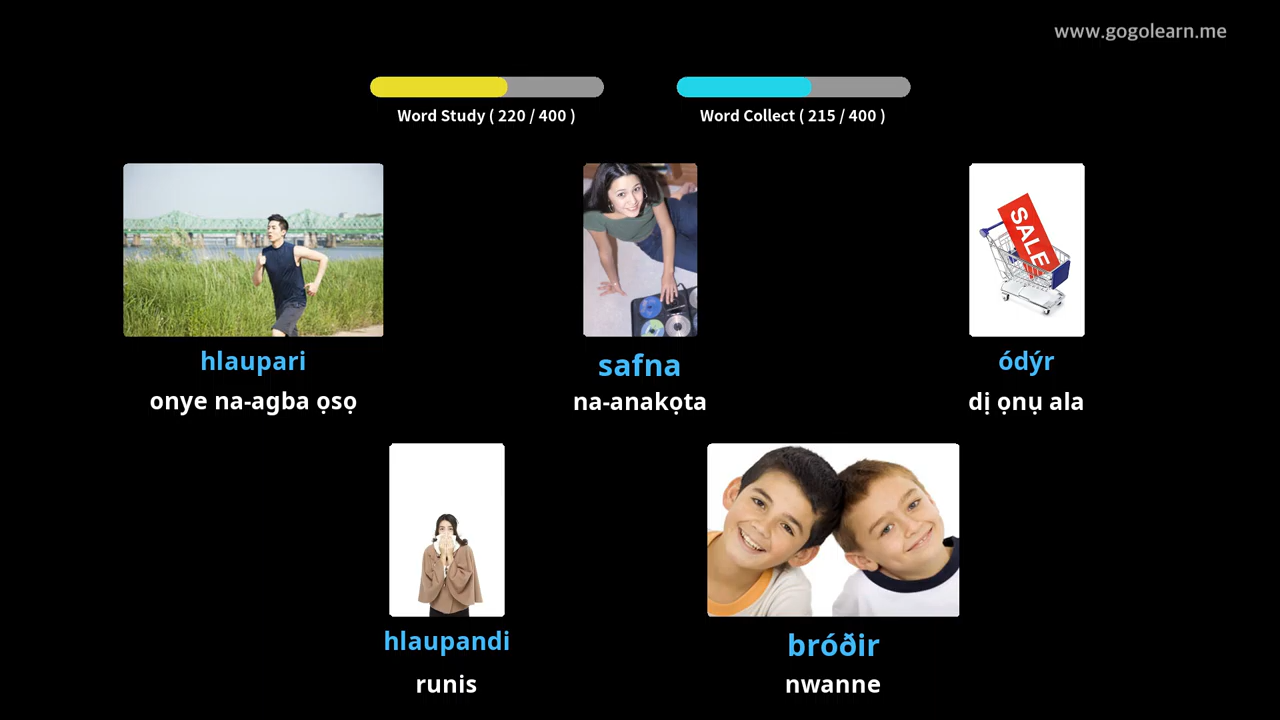 www.gogolearn.me
Word Study ( 220 / 400 )
Word Collect ( 215 / 400 )
SALE
hlaupari
safna
ódýr
onye na-agba ọsọ
na-anakọta
dị ọnụ ala
hlaupandi
bróðir
runis
nwanne